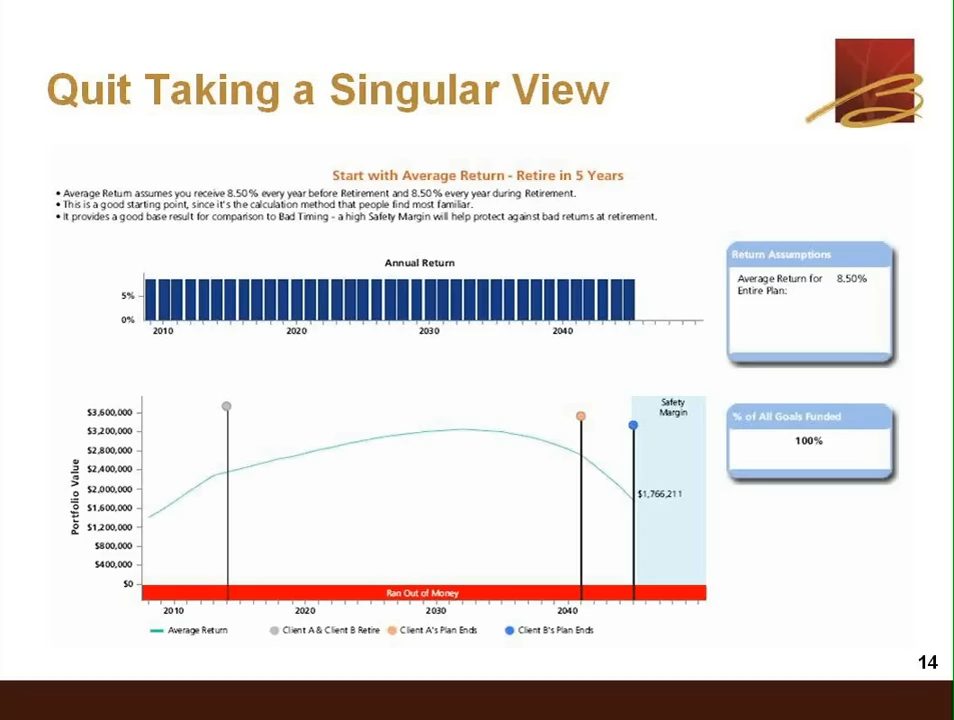 Quit Taking a Singular View
Start with Average Return - Retire in 5 Years
• Average Return assumes you receive 8.50% every year before Retirement and 8.50% every year during Retirement.
• This is a good starting point, since it's the calculation method that people find most familiar.
• It provides a good base result for comparison to Bad Timing - a high Safety Margin will help protect against bad returns at retirement.
Annual Return
5%
0%
2010 2020 2030 2040
Return Assumptions
Average Return for 8.50%
Entire Plan:
Portfolio Value
$3,600,000
$3,200,000
$2,800,000
$2,400,000
$2,000,000
$1,600,000
$1,200,000
$800,000
$400,000
$0
Safety
Margin
$1,766,211
Ran Out of Money
2010 2020 2030 2040
Average Return Client A & Client B Retire Client A's Plan Ends Client B's Plan Ends
% of All Goals Funded
100%
14